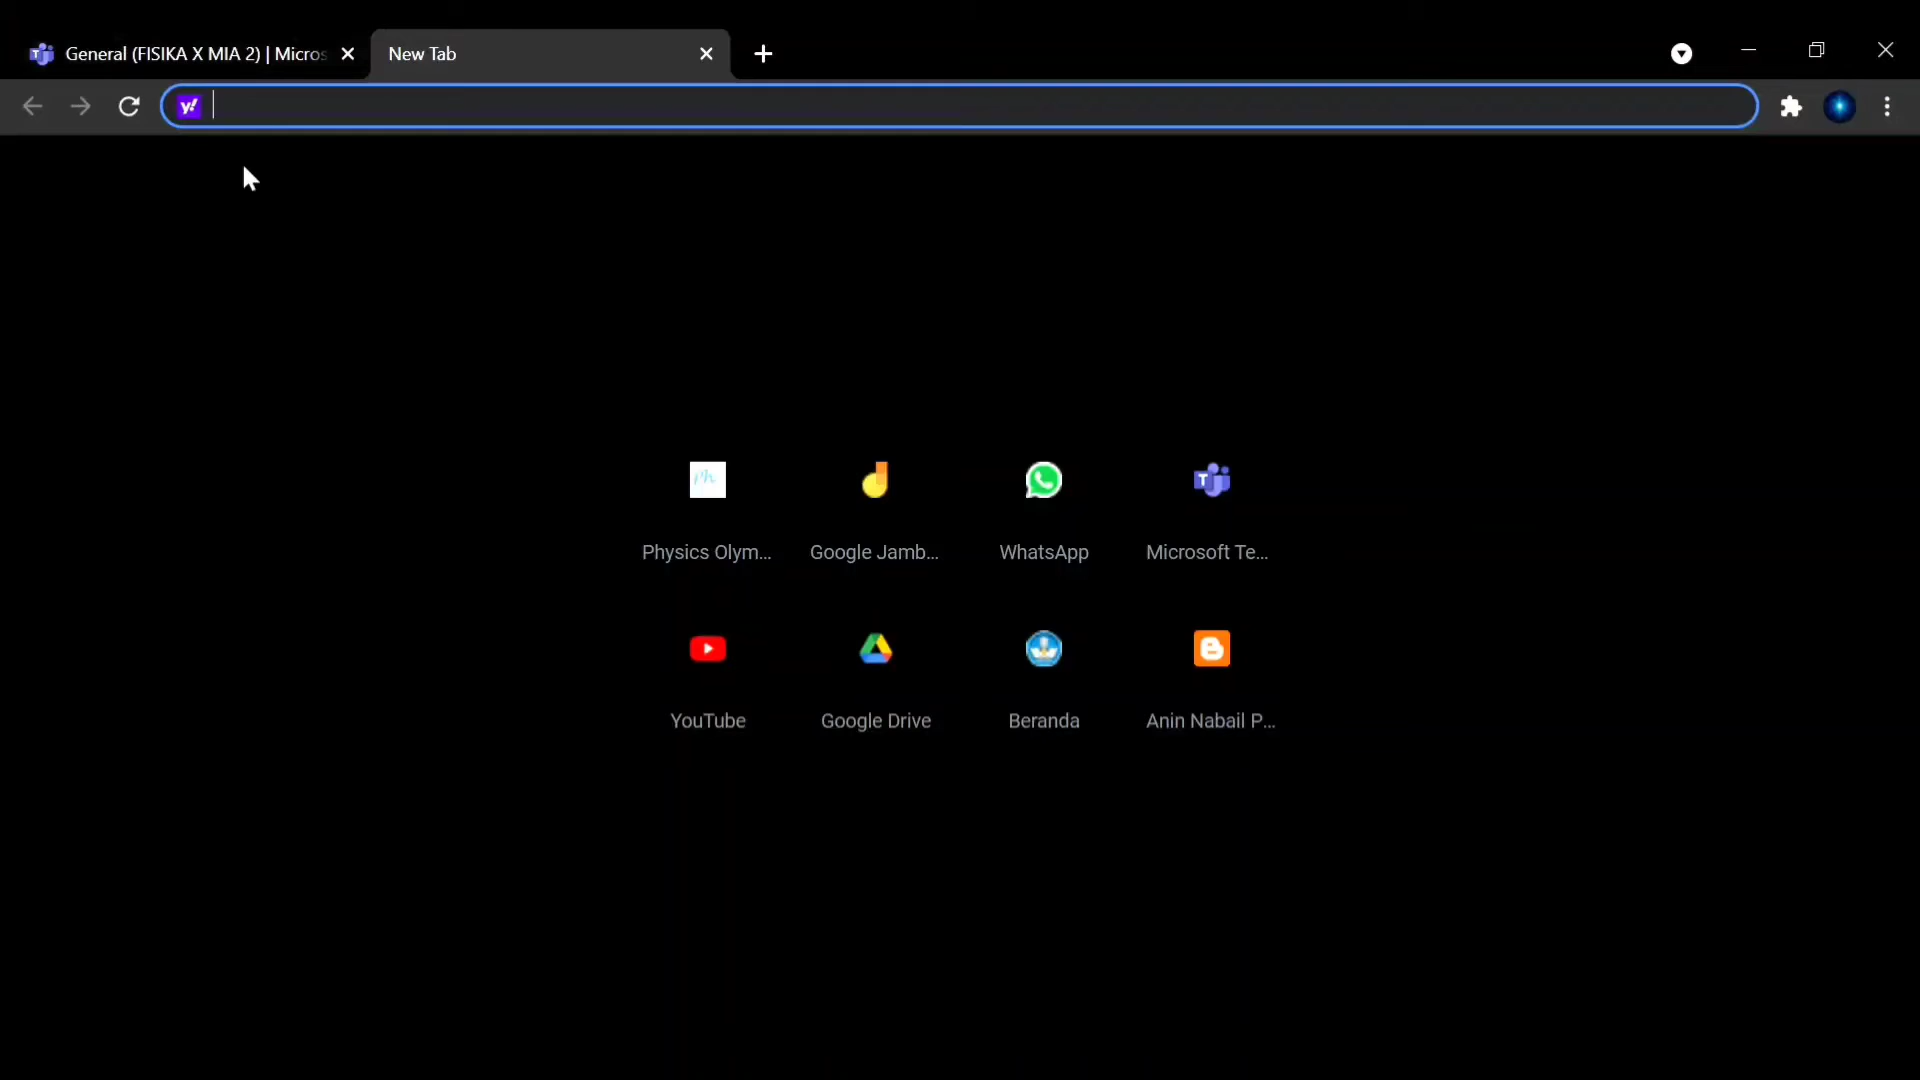 General (FISIKA X MIA 2) | Micros
New Tab
Physics Olym...
Google Jamb...
WhatsApp
Microsoft Te...
YouTube
Google Drive
Beranda
Anin Nabail P...